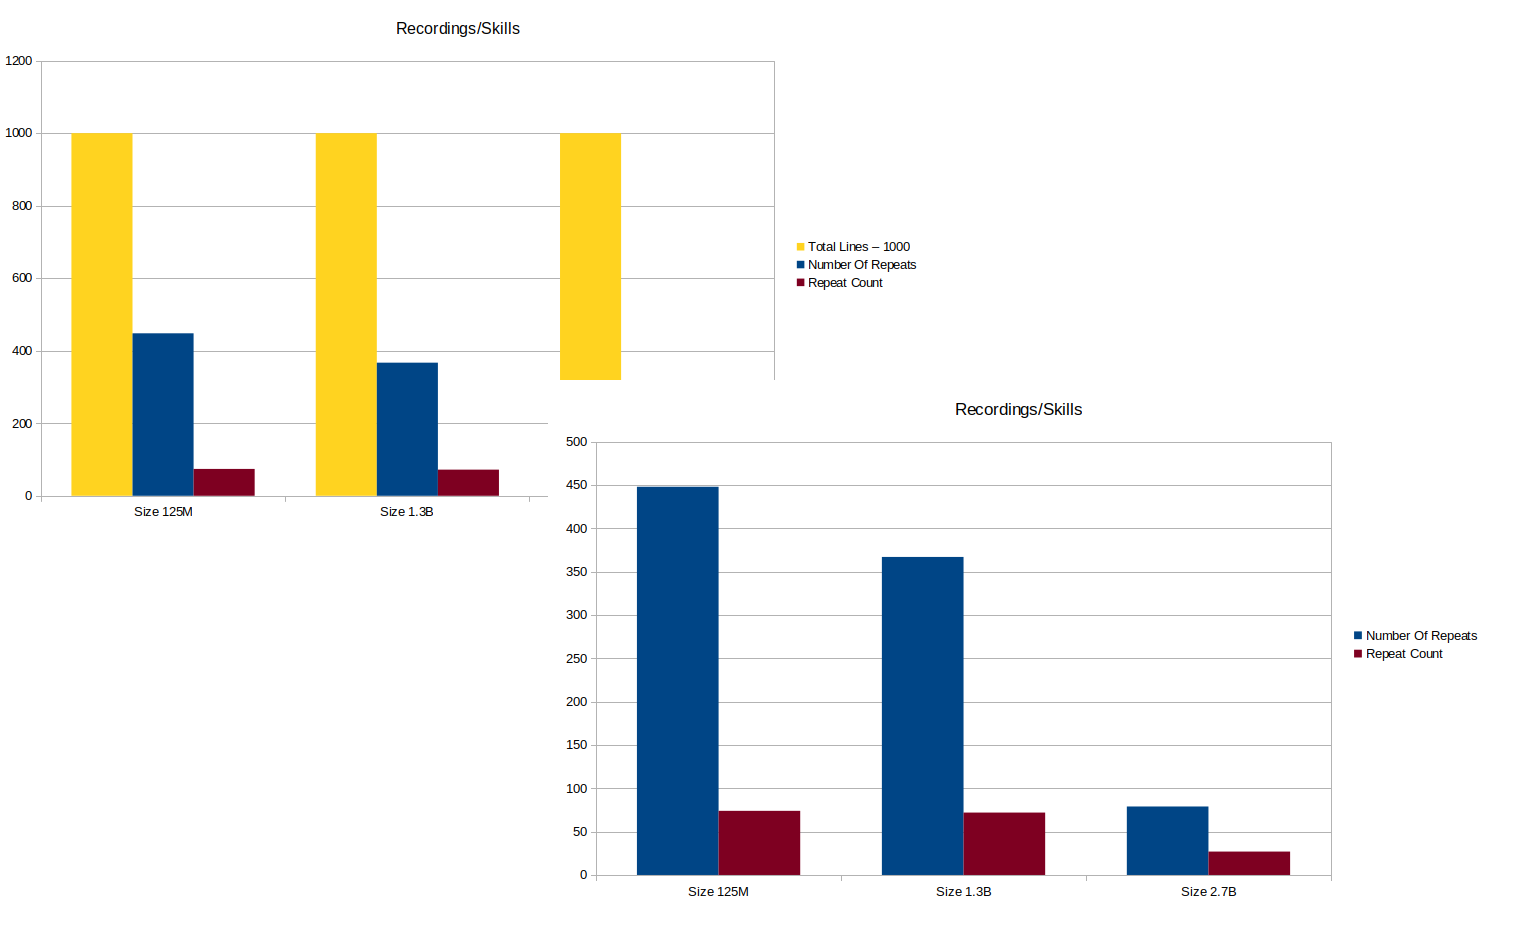 Recordings/Skills
1200
1000
800
600
400
200
0
Size 125M
Size 1.3B
Total Lines – 1000
Number Of Repeats
Repeat Count
Recordings/Skills
500
450
400
350
300
250
200
150
100
50
0
Size 125M
Size 1.3B
Size 2.7B
Number Of Repeats
Repeat Count